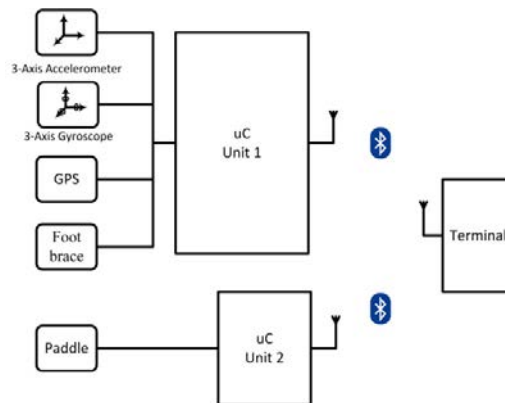 3-Axis Accelerometer
3-Axis Gyroscope
GPS
Foot
brace
Paddle
uC
Unit 1
uC
Unit 2
Terminal